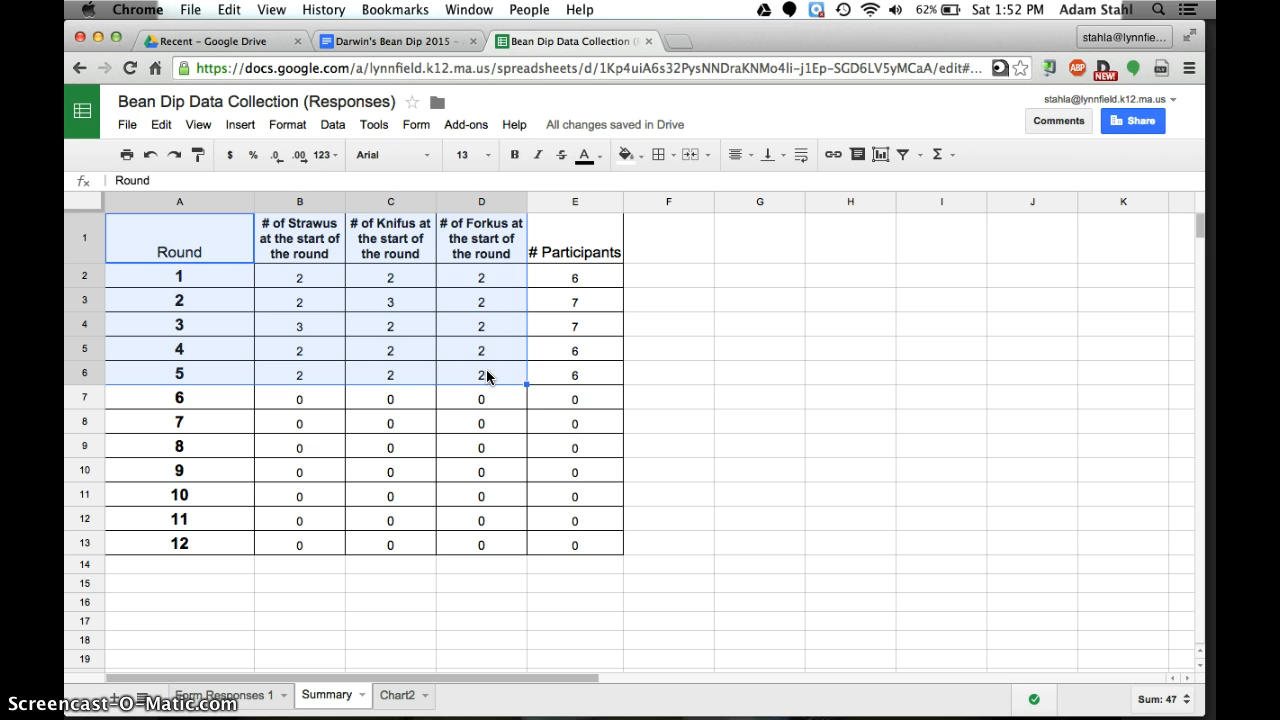 Chrome File Edit View History Bookmarks Window People Help 62% Sat 1:52 PM Adam Stahl
Recent – Google Drive Darwin's Bean Dip 2015 – Bean Dip Data Collection stahla@lynnfie...
https://docs.google.com/a/lynnfield.k12.ma.us/spreadsheets/d/1Kp4uiA6s32PysNNDraKNMo4li-j1Ep-SGD6LV5yMCaA/edit#... ABP NEW!
Bean Dip Data Collection (Responses) stahla@lynnfield.k12.ma.us
File Edit View Insert Format Data Tools Form Add-ons Help All changes saved in Drive Comments Share
$ % .0 .00 123 Arial 13 B I S A Σ
fx Round
A B C D E F G H I J K
1 Round # of Strawus at the start of the round # of Knifus at the start of the round # of Forkus at the start of the round # Participants
2 1 2 2 2 6
3 2 2 3 2 7
4 3 3 2 2 7
5 4 2 2 2 6
6 5 2 2 2 6
7 6 0 0 0 0
8 7 0 0 0 0
9 8 0 0 0 0
10 9 0 0 0 0
11 10 0 0 0 0
12 11 0 0 0 0
13 12 0 0 0 0
14
15
16
17
18
19
Form Responses 1 Summary Chart2 Sum: 47
Screencast-O-Matic.com